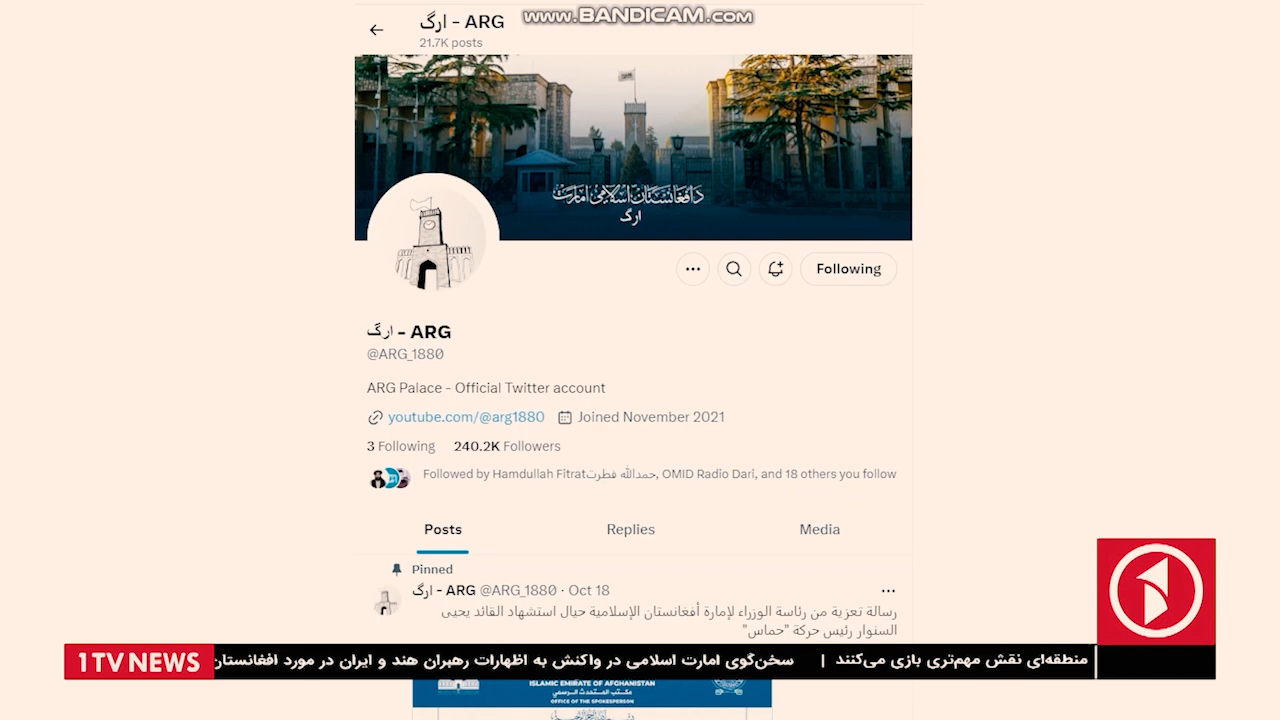 www.BANDICAM.com
ارگ - ARG
21.7K posts
د افغانستان اسلامي امارت
ارگ
Following
ارگ - ARG
@ARG_1880
ARG Palace - Official Twitter account
youtube.com/@arg1880 Joined November 2021
3 Following 240.2K Followers
Followed by Hamdullah Fitratحمدالله فطرت, OMID Radio Dari, and 18 others you follow
Posts Replies Media
Pinned
ارگ - ARG @ARG_1880 · Oct 18
رسالة تعزية من رئاسة الوزراء لإمارة أفغانستان الإسلامية حيال استشهاد القائد يحيى
السنوار رئيس حركة "حماس"
1TV NEWS
منطقه‌ای نقش مهم‌تری بازی می‌کنند | سخن‌گوی امارت اسلامی در واکنش به اظهارات رهبران هند و ایران در مورد افغانستان
ISLAMIC EMIRATE OF AFGHANISTAN
مكتب المتحدث الرسمي
OFFICE OF THE SPOKESPERSON